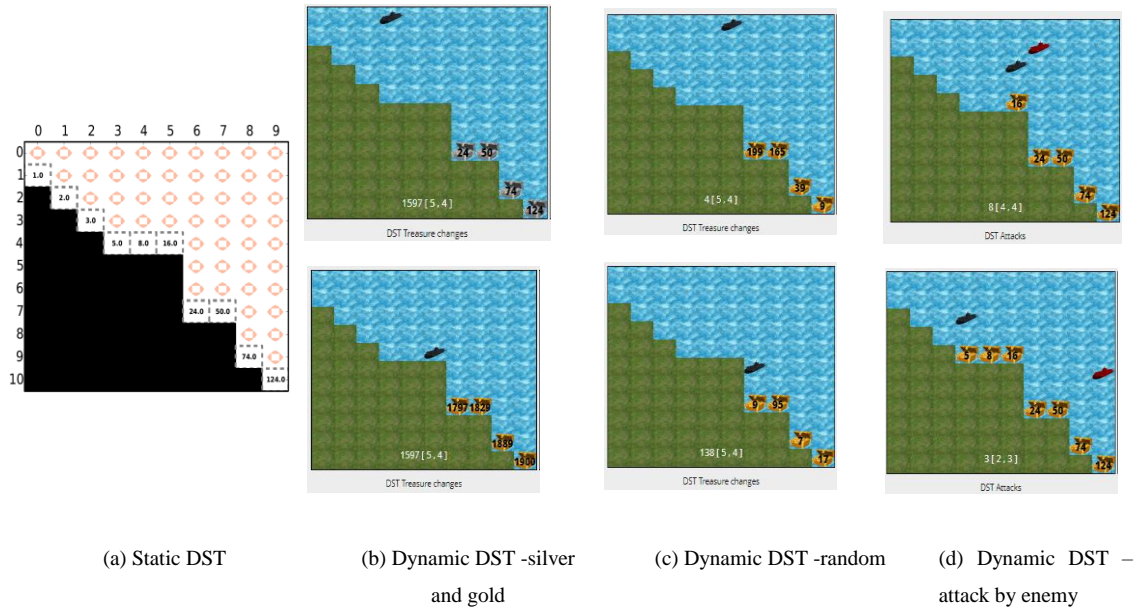 0 1 2 3 4 5 6 7 8 9
0
1 1.0
2 2.0
3 3.0
4 5.0 8.0 16.0
5
6
7 24.0 50.0
8
9 74.0
10 124.0
24 50
74
124
1597[5,4]
DST Treasure changes
199 165
39
9
4[5,4]
DST Treasure changes
16
24 50
74
124
8[4,4]
DST Attacks
1797 1829
1889
1900
1597[5,4]
DST Treasure changes
9 95
7
17
138[5,4]
DST Treasure changes
5 8 16
24 50
74
124
3[2,3]
DST Attacks
(a) Static DST
(b) Dynamic DST -silver
and gold
(c) Dynamic DST -random
(d) Dynamic DST –
attack by enemy